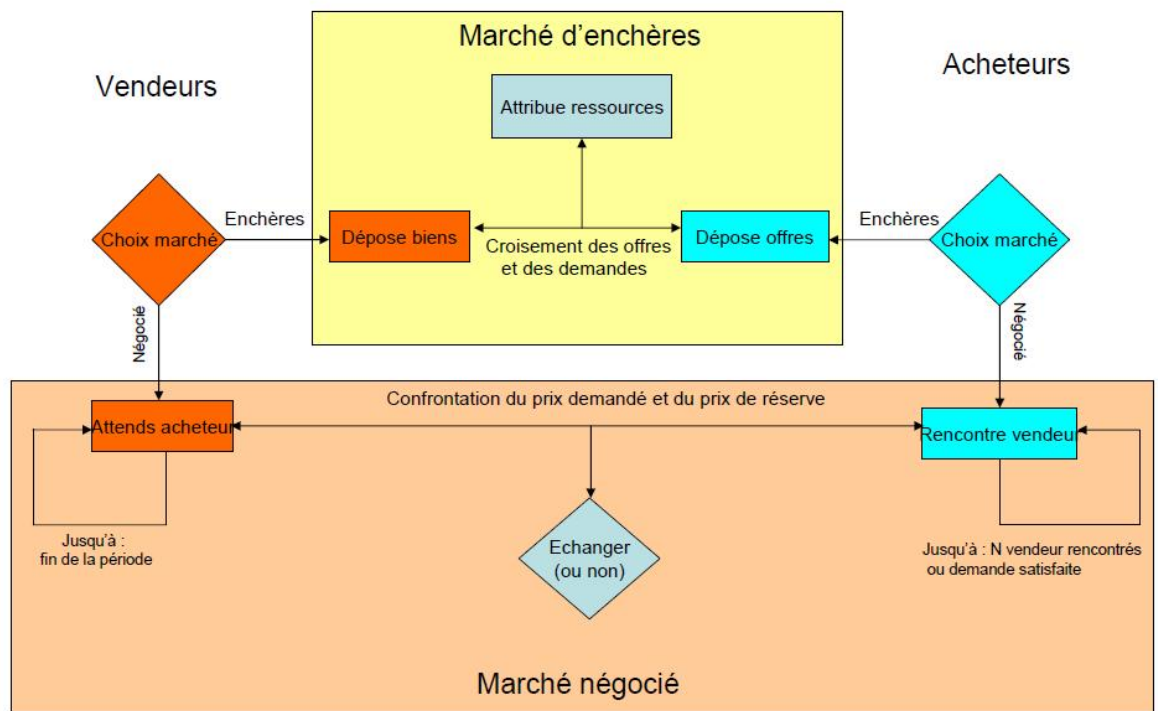 Marché d'enchères
Vendeurs
Acheteurs
Attribue ressources
Choix marché
Enchères
Dépose biens
Croisement des offres
et des demandes
Dépose offres
Enchères
Choix marché
Négocié
Négocié
Confrontation du prix demandé et du prix de réserve
Attends acheteur
Rencontre vendeur
Jusqu'à :
fin de la période
Echanger
(ou non)
Jusqu'à : N vendeur rencontrés
ou demande satisfaite
Marché négocié